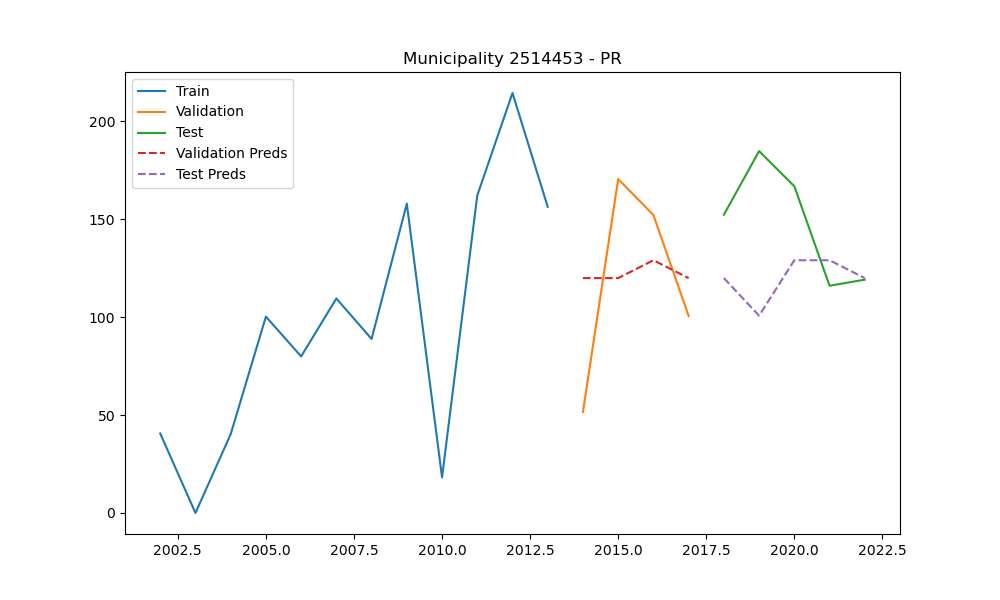 Municipality 2514453 - PR
Train
Validation
Test
Validation Preds
Test Preds
200
150
100
50
0
2002.5 2005.0 2007.5 2010.0 2012.5 2015.0 2017.5 2020.0 2022.5